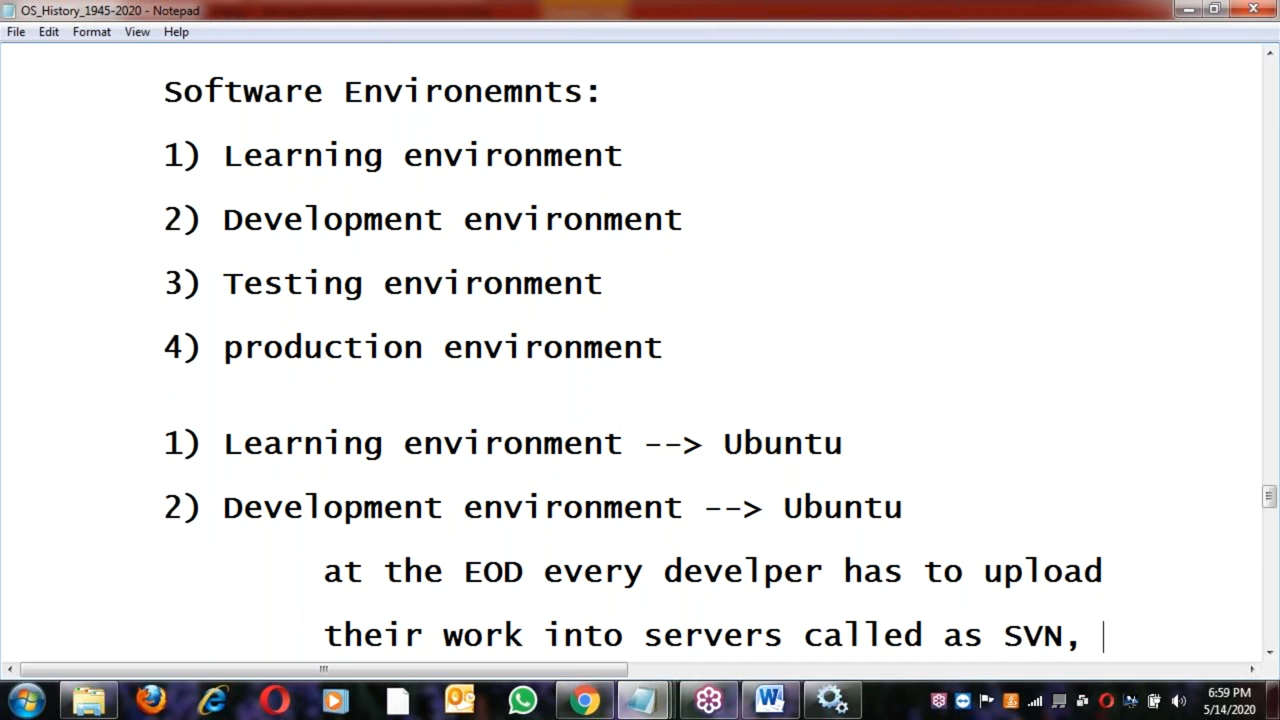 OS_History_1945-2020 - Notepad
File Edit Format View Help
Software Environemnts:
1) Learning environment
2) Development environment
3) Testing environment
4) production environment
1) Learning environment --> Ubuntu
2) Development environment --> Ubuntu
at the EOD every develper has to upload
their work into servers called as SVN,
6:59 PM
5/14/2020